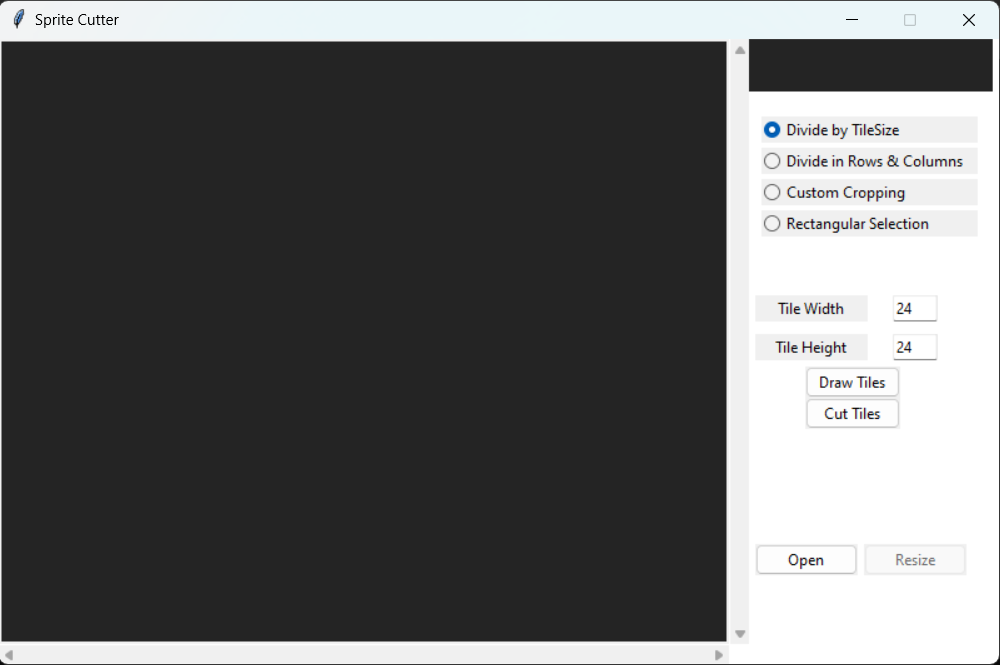 Sprite Cutter
Divide by TileSize
Divide in Rows & Columns
Custom Cropping
Rectangular Selection
Tile Width 24
Tile Height 24
Draw Tiles
Cut Tiles
Open Resize